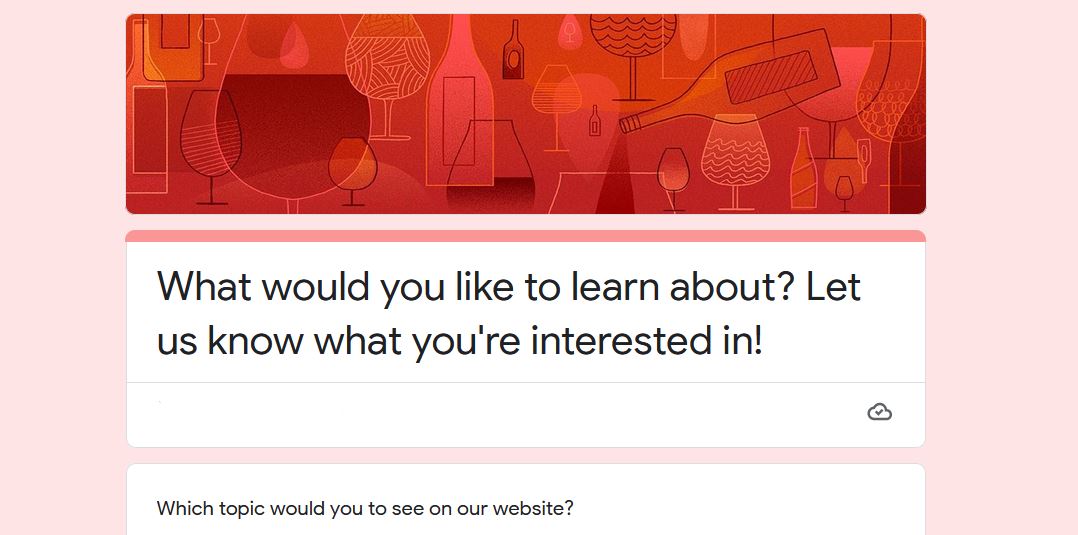 What would you like to learn about? Let
us know what you're interested in!
Which topic would you to see on our website?